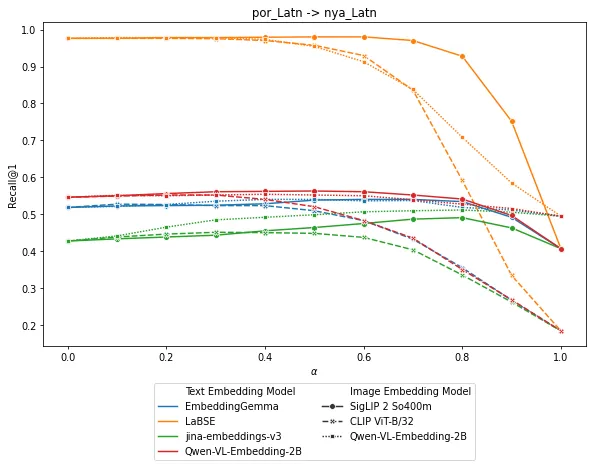 por_Latn -> nya_Latn
Recall@1
1.0
0.9
0.8
0.7
0.6
0.5
0.4
0.3
0.2
0.0 0.2 0.4 0.6 0.8 1.0
α
Text Embedding Model Image Embedding Model
EmbeddingGemma SigLIP 2 So400m
LaBSE CLIP ViT-B/32
jina-embeddings-v3 Qwen-VL-Embedding-2B
Qwen-VL-Embedding-2B